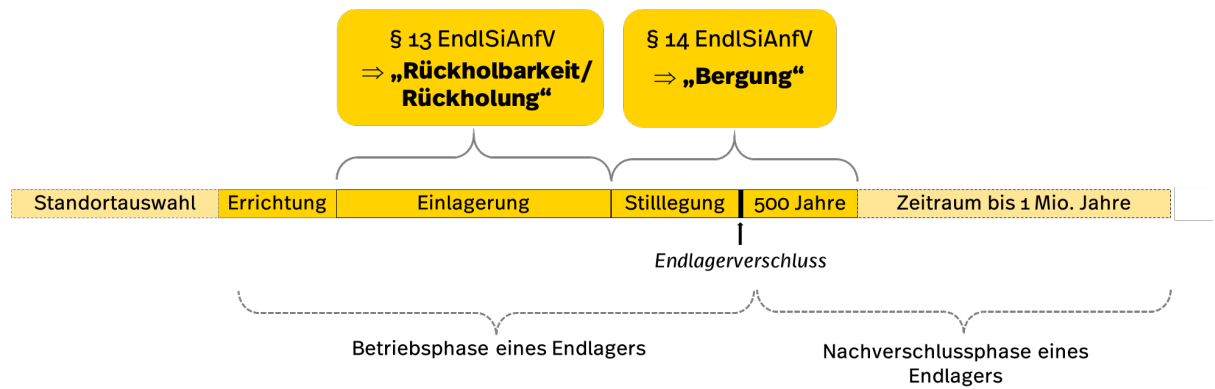 § 13 EndlSiAnfV
⇒ „Rückholbarkeit/
Rückholung“
§ 14 EndlSiAnfV
⇒ „Bergung“
Standortauswahl
Errichtung
Einlagerung
Stilllegung
500 Jahre
Zeitraum bis 1 Mio. Jahre
Endlagerverschluss
Betriebsphase eines Endlagers
Nachverschlussphase eines
Endlagers